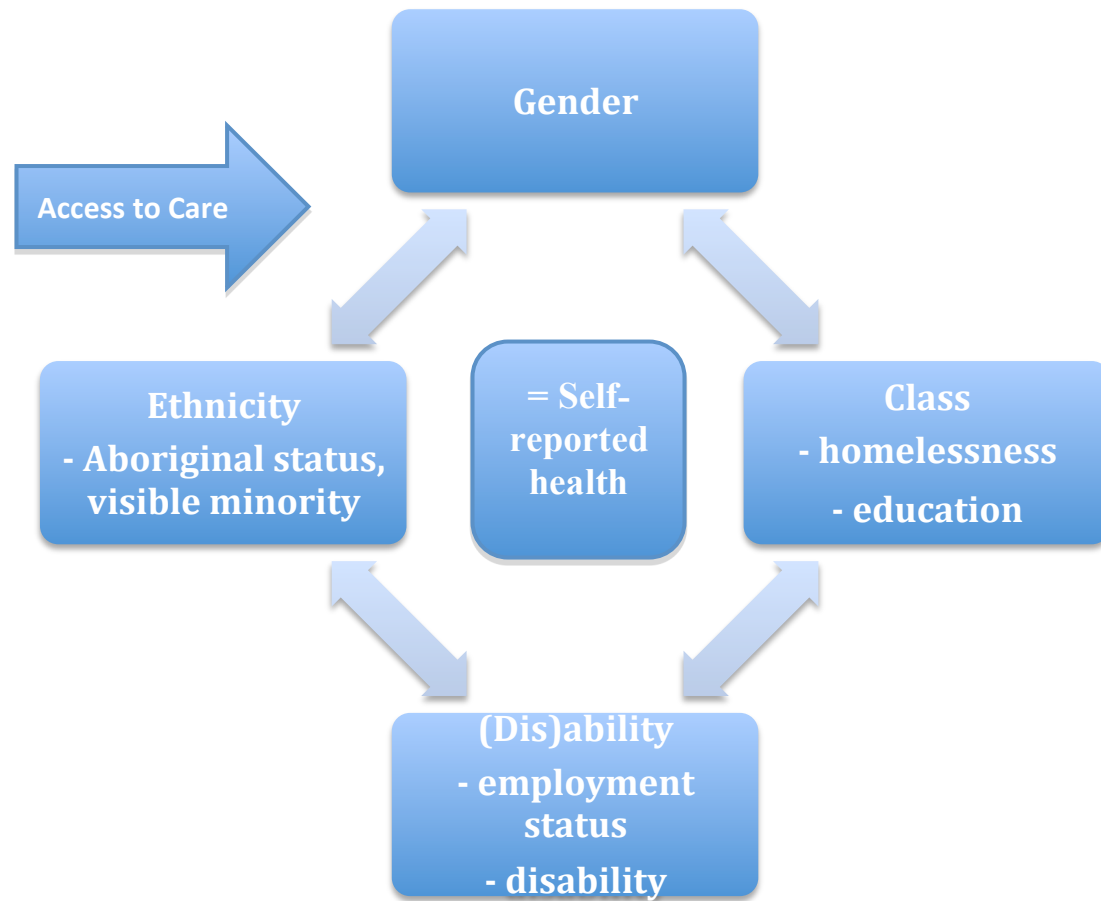 Gender
Access to Care
Ethnicity
- Aboriginal status,
visible minority
= Self-
reported
health
Class
- homelessness
- education
(Dis)ability
- employment
status
- disability